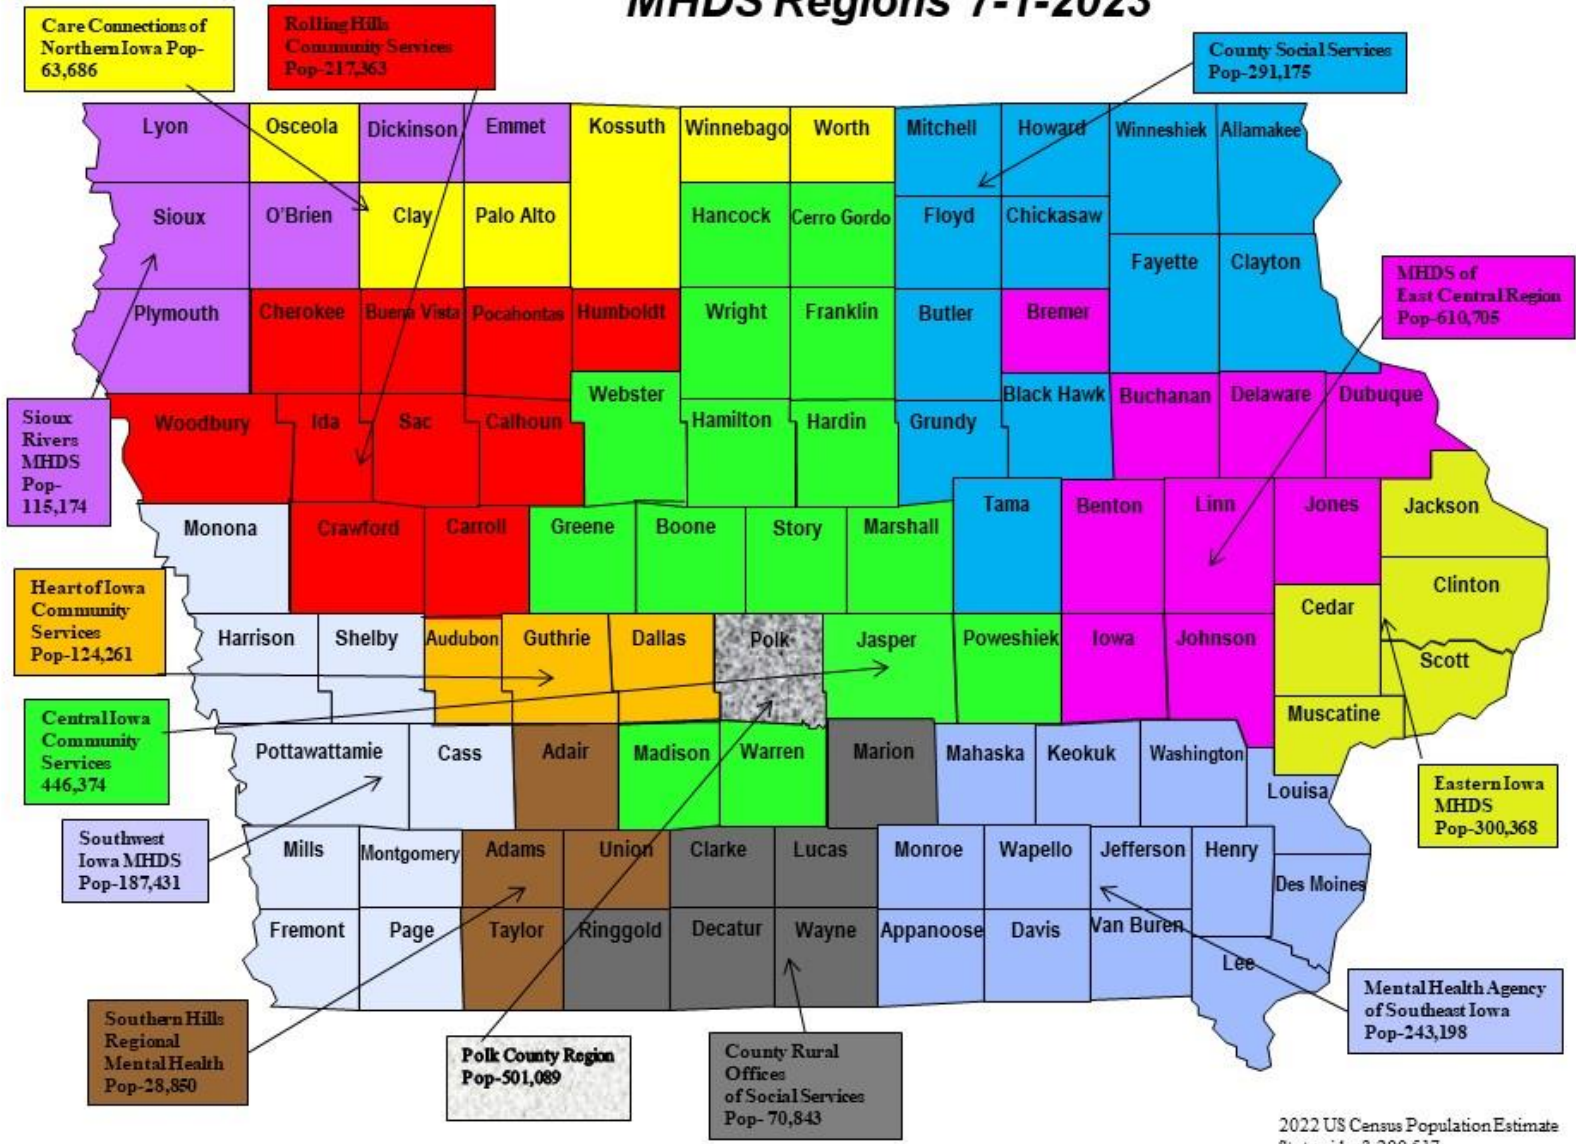 MHDS Regions 7-1-2023
Care Connections of
Northern Iowa Pop-
63,686
Rolling Hills
Community Services
Pop-217,363
County Social Services
Pop-291,175
Lyon
Osceola
Dickinson
Emmet
Kossuth
Winnebago
Worth
Mitchell
Howard
Winneshiek
Allamakee
Sioux
O'Brien
Clay
Palo Alto
Hancock
Cerro Gordo
Floyd
Chickasaw
Fayette
Clayton
MHDS of
East Central Region
Pop-610,705
Plymouth
Cherokee
Buena Vista
Pocahontas
Humboldt
Wright
Franklin
Butler
Bremer
Sioux
Rivers
MHDS
Pop-
115,174
Woodbury
Ida
Sac
Calhoun
Webster
Hamilton
Hardin
Grundy
Black Hawk
Buchanan
Delaware
Dubuque
Monona
Crawford
Carroll
Greene
Boone
Story
Marshall
Tama
Benton
Linn
Jones
Jackson
Clinton
Heart of Iowa
Community
Services
Pop-124,261
Harrison
Shelby
Audubon
Guthrie
Dallas
Polk
Jasper
Poweshiek
Iowa
Johnson
Cedar
Scott
Central Iowa
Community
Services
446,374
Pottawattamie
Cass
Adair
Madison
Warren
Marion
Mahaska
Keokuk
Washington
Muscatine
Louisa
Eastern Iowa
MHDS
Pop-300,368
Southwest
Iowa MHDS
Pop-187,431
Mills
Montgomery
Adams
Union
Clarke
Lucas
Monroe
Wapello
Jefferson
Henry
Des Moines
Fremont
Page
Taylor
Ringgold
Decatur
Wayne
Appanoose
Davis
Van Buren
Lee
Southern Hills
Regional
Mental Health
Pop-28,850
Polk County Region
Pop-501,089
County Rural
Offices
of Social Services
Pop- 70,843
Mental Health Agency
of Southeast Iowa
Pop-243,198
2022 US Census Population Estimate